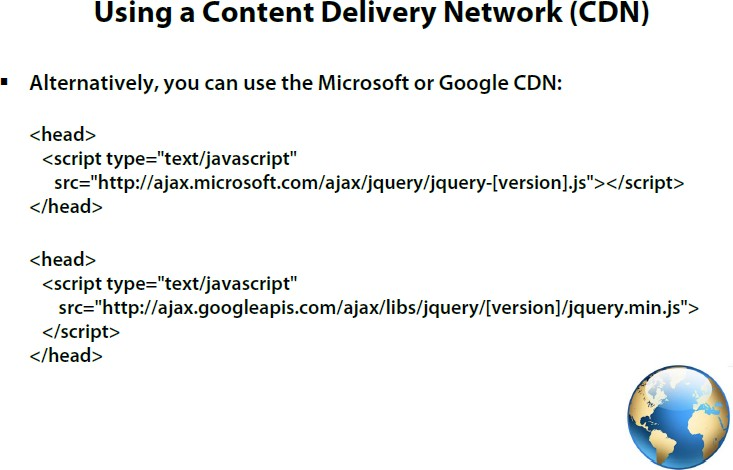 Using a Content Delivery Network (CDN)
▪ Alternatively, you can use the Microsoft or Google CDN:
<head>
<script type="text/javascript"
src="http://ajax.microsoft.com/ajax/jquery/jquery-[version].js"></script>
</head>
<head>
<script type="text/javascript"
src="http://ajax.googleapis.com/ajax/libs/jquery/[version]/jquery.min.js">
</script>
</head>